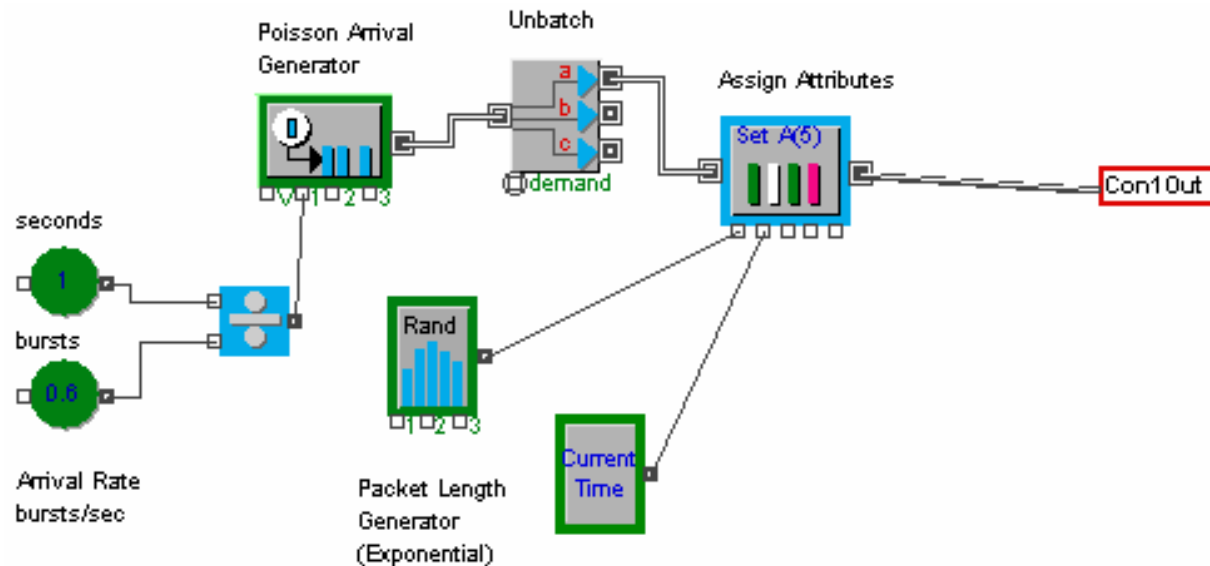 Poisson Arrival
Generator
Unbatch
Assign Attributes
a
b
c
demand
Set A(5)
Con1Out
V 1 2 3
seconds
1
bursts
0.6
Arrival Rate
bursts/sec
Rand
1 2 3
Packet Length
Generator
(Exponential)
Current
Time